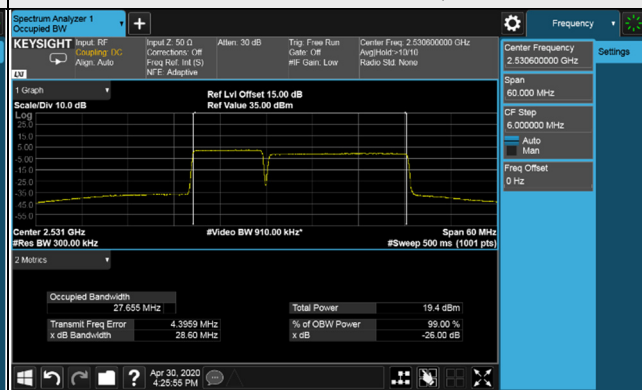 Spectrum Analyzer 1
Occupied BW
Frequency
KEYSIGHT
Input: RF
Coupling: DC
Align: Auto
Input Z: 50 Ω
Corrections: Off
Freq Ref: Int (S)
NFE: Adaptive
Atten: 30 dB
Trig: Free Run
Gate: Off
#IF Gain: Low
Center Freq: 2.530600000 GHz
Avg|Hold:>10/10
Radio Std: None
LXI
Center Frequency
2.530600000 GHz
Settings
Span
60.000 MHz
CF Step
6.000000 MHz
Auto
Man
Freq Offset
0 Hz
1 Graph
Ref Lvl Offset 15.00 dB
Scale/Div 10.0 dB
Ref Value 35.00 dBm
Log
25.0
15.0
5.00
-5.00
-15.0
-25.0
-35.0
-45.0
-55.0
Center 2.531 GHz
#Video BW 910.00 kHz*
Span 60 MHz
#Res BW 300.00 kHz
#Sweep 500 ms (1001 pts)
2 Metrics
Occupied Bandwidth
27.655 MHz
Total Power 19.4 dBm
Transmit Freq Error 4.3959 MHz
% of OBW Power 99.00 %
x dB Bandwidth 28.60 MHz
x dB -26.00 dB
?
Apr 30, 2020
4:25:55 PM